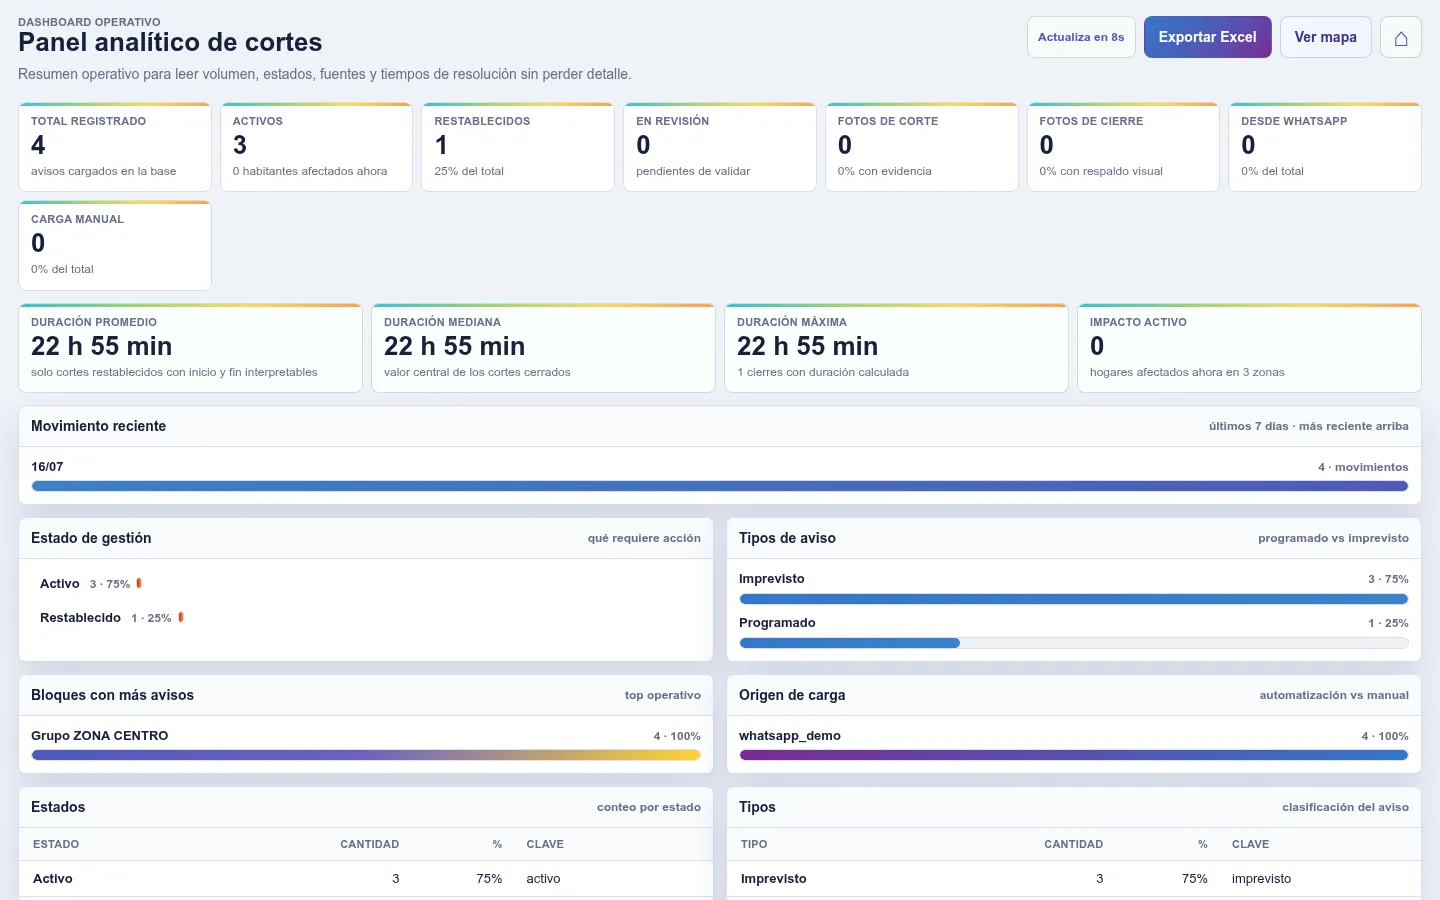 DASHBOARD OPERATIVO
Panel analítico de cortes
Resumen operativo para leer volumen, estados, fuentes y tiempos de resolución sin perder detalle.
Actualiza en 8s
Exportar Excel
Ver mapa
TOTAL REGISTRADO
4
avisos cargados en la base
ACTIVOS
3
0 habitantes afectados ahora
RESTABLECIDOS
1
25% del total
EN REVISIÓN
0
pendientes de validar
FOTOS DE CORTE
0
0% con evidencia
FOTOS DE CIERRE
0
0% con respaldo visual
DESDE WHATSAPP
0
0% del total
CARGA MANUAL
0
0% del total
DURACIÓN PROMEDIO
22 h 55 min
solo cortes restablecidos con inicio y fin interpretables
DURACIÓN MEDIANA
22 h 55 min
valor central de los cortes cerrados
DURACIÓN MÁXIMA
22 h 55 min
1 cierres con duración calculada
IMPACTO ACTIVO
0
hogares afectados ahora en 3 zonas
Movimiento reciente
últimos 7 días · más reciente arriba
16/07
4 · movimientos
Estado de gestión
qué requiere acción
Activo 3 · 75%
Restablecido 1 · 25%
Tipos de aviso
programado vs imprevisto
Imprevisto
3 · 75%
Programado
1 · 25%
Bloques con más avisos
top operativo
Grupo ZONA CENTRO
4 · 100%
Origen de carga
automatización vs manual
whatsapp_demo
4 · 100%
Estados
conteo por estado
ESTADO CANTIDAD % CLAVE
Activo 3 75% activo
Tipos
clasificación del aviso
TIPO CANTIDAD % CLAVE
Imprevisto 3 75% imprevisto